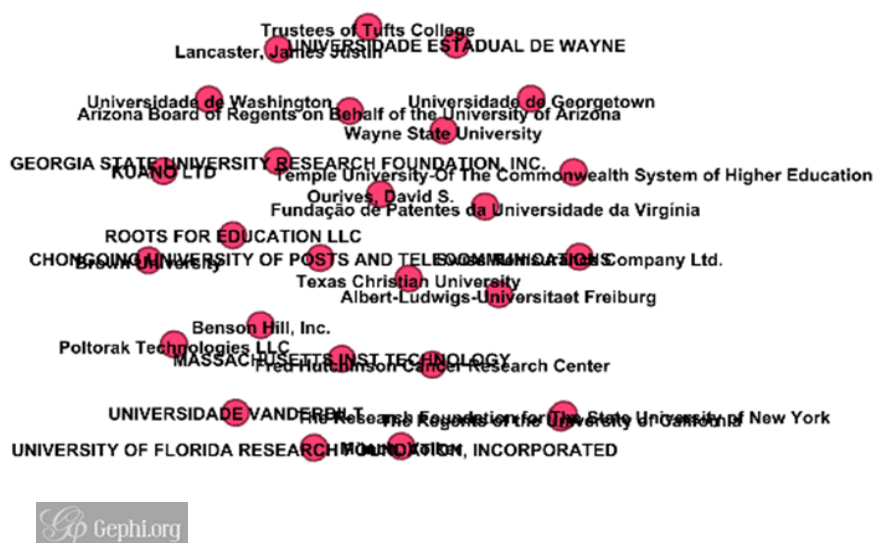 Trustees of Tufts College
UNIVERSIDADE ESTADUAL DE WAYNE
Lancaster, James Justin
Universidade de Washington
Universidade de Georgetown
Arizona Board of Regents on Behalf of the University of Arizona
Wayne State University
GEORGIA STATE UNIVERSITY RESEARCH FOUNDATION, INC.
KUANO LTD
Temple University-Of The Commonwealth System of Higher Education
Ourives, David S.
Fundação de Patentes da Universidade da Virgínia
ROOTS FOR EDUCATION LLC
CHONGQING UNIVERSITY OF POSTS AND TELECOMMUNICATIONS
Company Ltd.
Brown University
Texas Christian University
Albert-Ludwigs-Universitaet Freiburg
Benson Hill, Inc.
Poltorak Technologies LLC
MASSACHUSETTS INST TECHNOLOGY
Fred Hutchinson Cancer Research Center
UNIVERSIDADE VANDERBILT
The Research Foundation for The State University of New York
The Regents of the University of California
UNIVERSITY OF FLORIDA RESEARCH FOUNDATION, INCORPORATED
Gephi.org